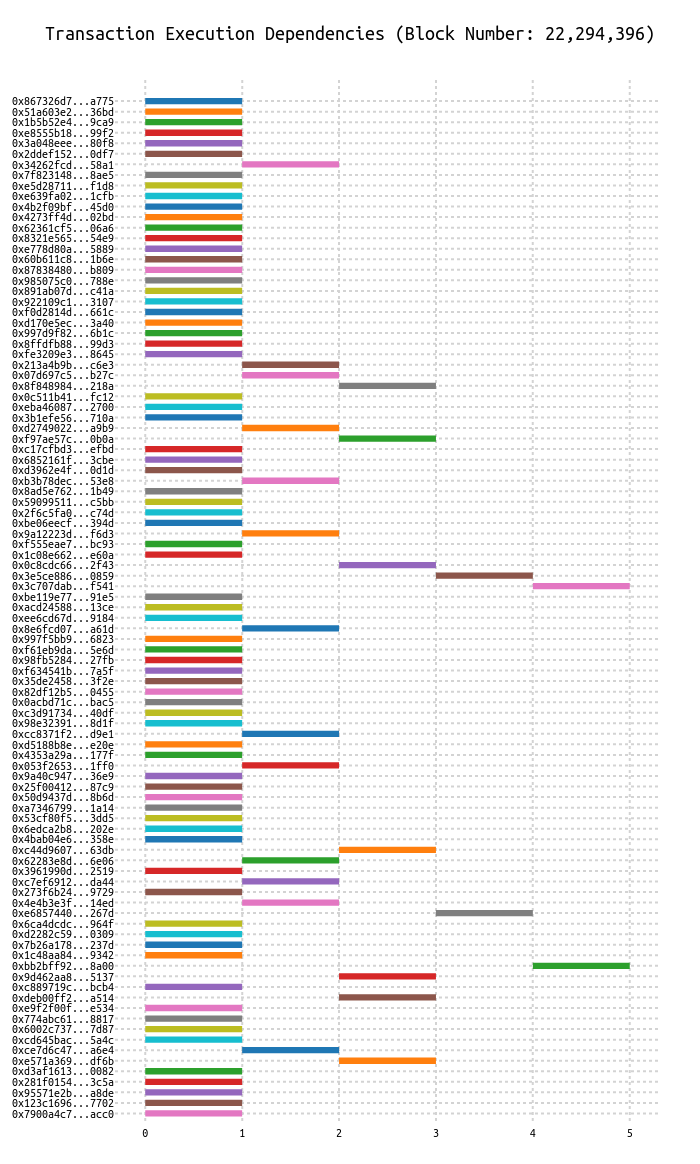 Transaction Execution Dependencies (Block Number: 22,294,396)
0x867326d7...a775
0x51a603e2...36bd
0x1b5b52e4...9ca9
0xe8555b18...99f2
0x3a048eee...80f8
0x2ddef152...0df7
0x34262fcd...58a1
0x7f823148...8ae5
0xe5d28711...f1d8
0xe639fa02...1cfb
0x4b2f09bf...45d0
0x4273ff4d...02bd
0x62361cf5...06a6
0x8321e565...54e9
0xe778d80a...5889
0x60b611c8...1b6e
0x87838480...b809
0x985075c0...788e
0x891ab07d...c41a
0x922109c1...3107
0xf0d2814d...661c
0xd170e5ec...3a40
0x997d9f82...6b1c
0x8ffdfb88...99d3
0xfe3209e3...8645
0x213a4b9b...c6e3
0x07d697c5...b27c
0x8f848984...218a
0x0c511b41...fc12
0xeba46087...2700
0x3b1efe56...710a
0xd2749022...a9b9
0xf97ae57c...0b0a
0xc17cfbd3...efbd
0x6852161f...3cbe
0xd3962e4f...0d1d
0xb3b78dec...53e8
0x8ad5e762...1b49
0x59099511...c5bb
0x2f6c5fa0...c74d
0xbe06eecf...394d
0x9a12223d...f6d3
0xf555eae7...bc93
0x1c08e662...e60a
0x0c8cdc66...2f43
0x3e5ce886...0859
0x3c707dab...f541
0xbe119e77...91e5
0xacd24588...13ce
0xee6cd67d...9184
0x8e6fcd07...a61d
0x997f5bb9...6823
0xf61eb9da...5e6d
0x98fb5284...27fb
0xf634541b...7a5f
0x35de2458...3f2e
0x82df12b5...0455
0x0acbd71c...bac5
0xc3d91734...40df
0x98e32391...8d1f
0xcc8371f2...d9e1
0xd5188b8e...e20e
0x4353a29a...177f
0x053f2653...1ff0
0x9a40c947...36e9
0x25f00412...87c9
0x50d9437d...8b6d
0xa7346799...1a14
0x53cf80f5...3dd5
0x6edca2b8...202e
0x4bab04e6...358e
0xc44d9607...63db
0x62283e8d...6e06
0x3961990d...2519
0xc7ef6912...da44
0x273f6b24...9729
0x4e4b3e3f...14ed
0xe6857440...267d
0x6ca4dcdc...964f
0xd2282c59...0309
0x7b26a178...237d
0x1c48aa84...9342
0xbb2bff92...8a00
0x9d462aa8...5137
0xc889719c...bcb4
0xdeb00ff2...a514
0xe9f2f00f...e534
0x774abc61...8817
0x6002c737...7d87
0xcd645bac...5a4c
0xce7d6c47...a6e4
0xe571a369...df6b
0xd3af1613...0082
0x281f0154...3c5a
0x95571e2b...a8de
0x123c1696...7702
0x7900a4c7...acc0
0 1 2 3 4 5